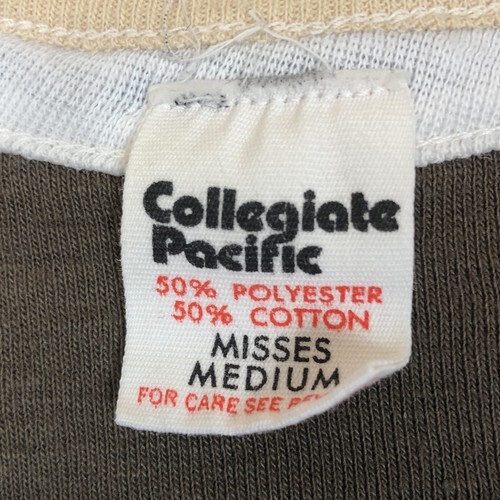 Collegiate
Pacific
50% POLYESTER
50% COTTON
MISSES
MEDIUM
FOR CARE SEE